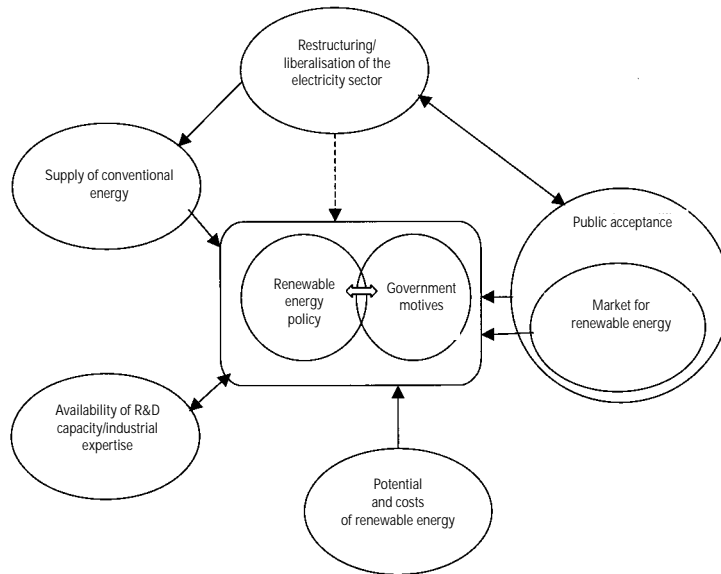 Restructuring/
liberalisation of the
electricity sector
Supply of conventional
energy
Public acceptance
Renewable
energy
policy
Government
motives
Market for
renewable energy
Availability of R&D
capacity/industrial
expertise
Potential
and costs
of renewable energy